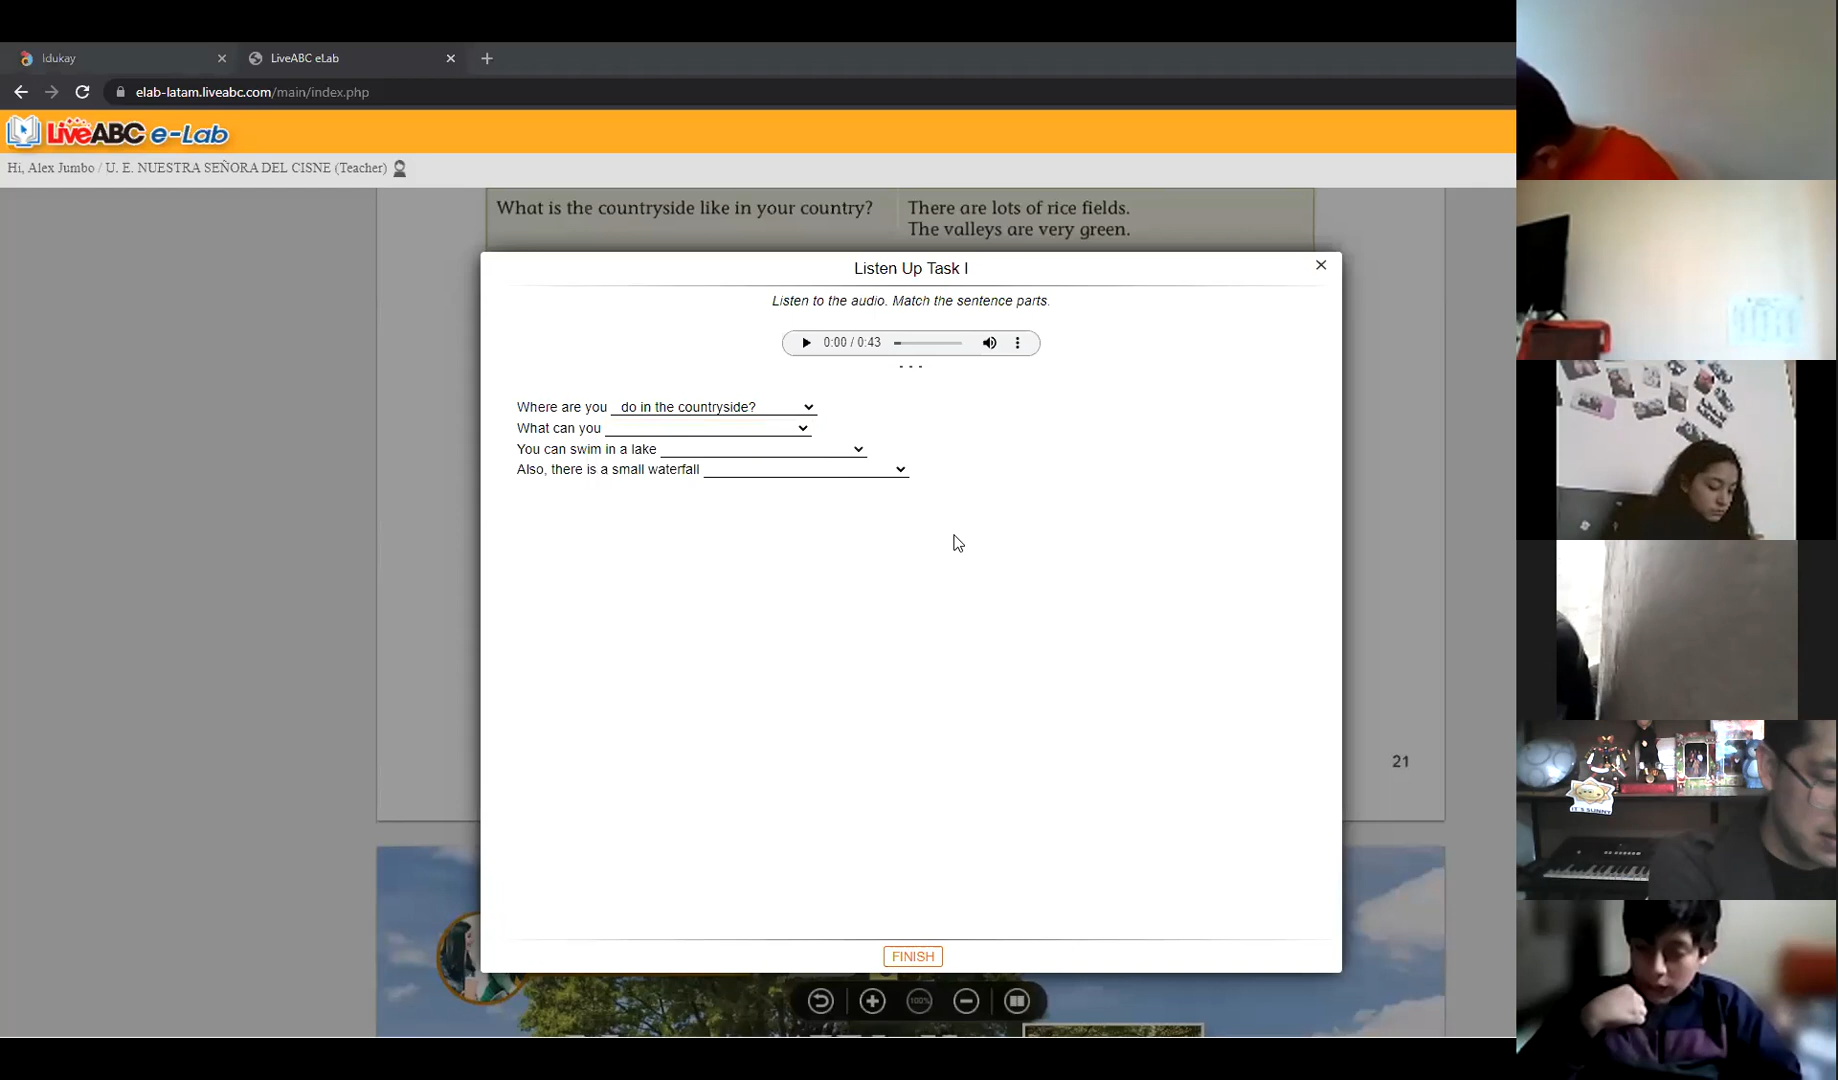 Idukay
LiveABC eLab
elab-latam.liveabc.com/main/index.php
LiveABC e-Lab
Hi, Alex Jumbo / U. E. NUESTRA SEÑORA DEL CISNE (Teacher)
What is the countryside like in your country?
There are lots of rice fields.
The valleys are very green.
Listen Up Task I
Listen to the audio. Match the sentence parts.
0:00 / 0:43
- - -
Where are you do in the countryside?
What can you
You can swim in a lake
Also, there is a small waterfall
21
FINISH
100%
IT'S SUNNY